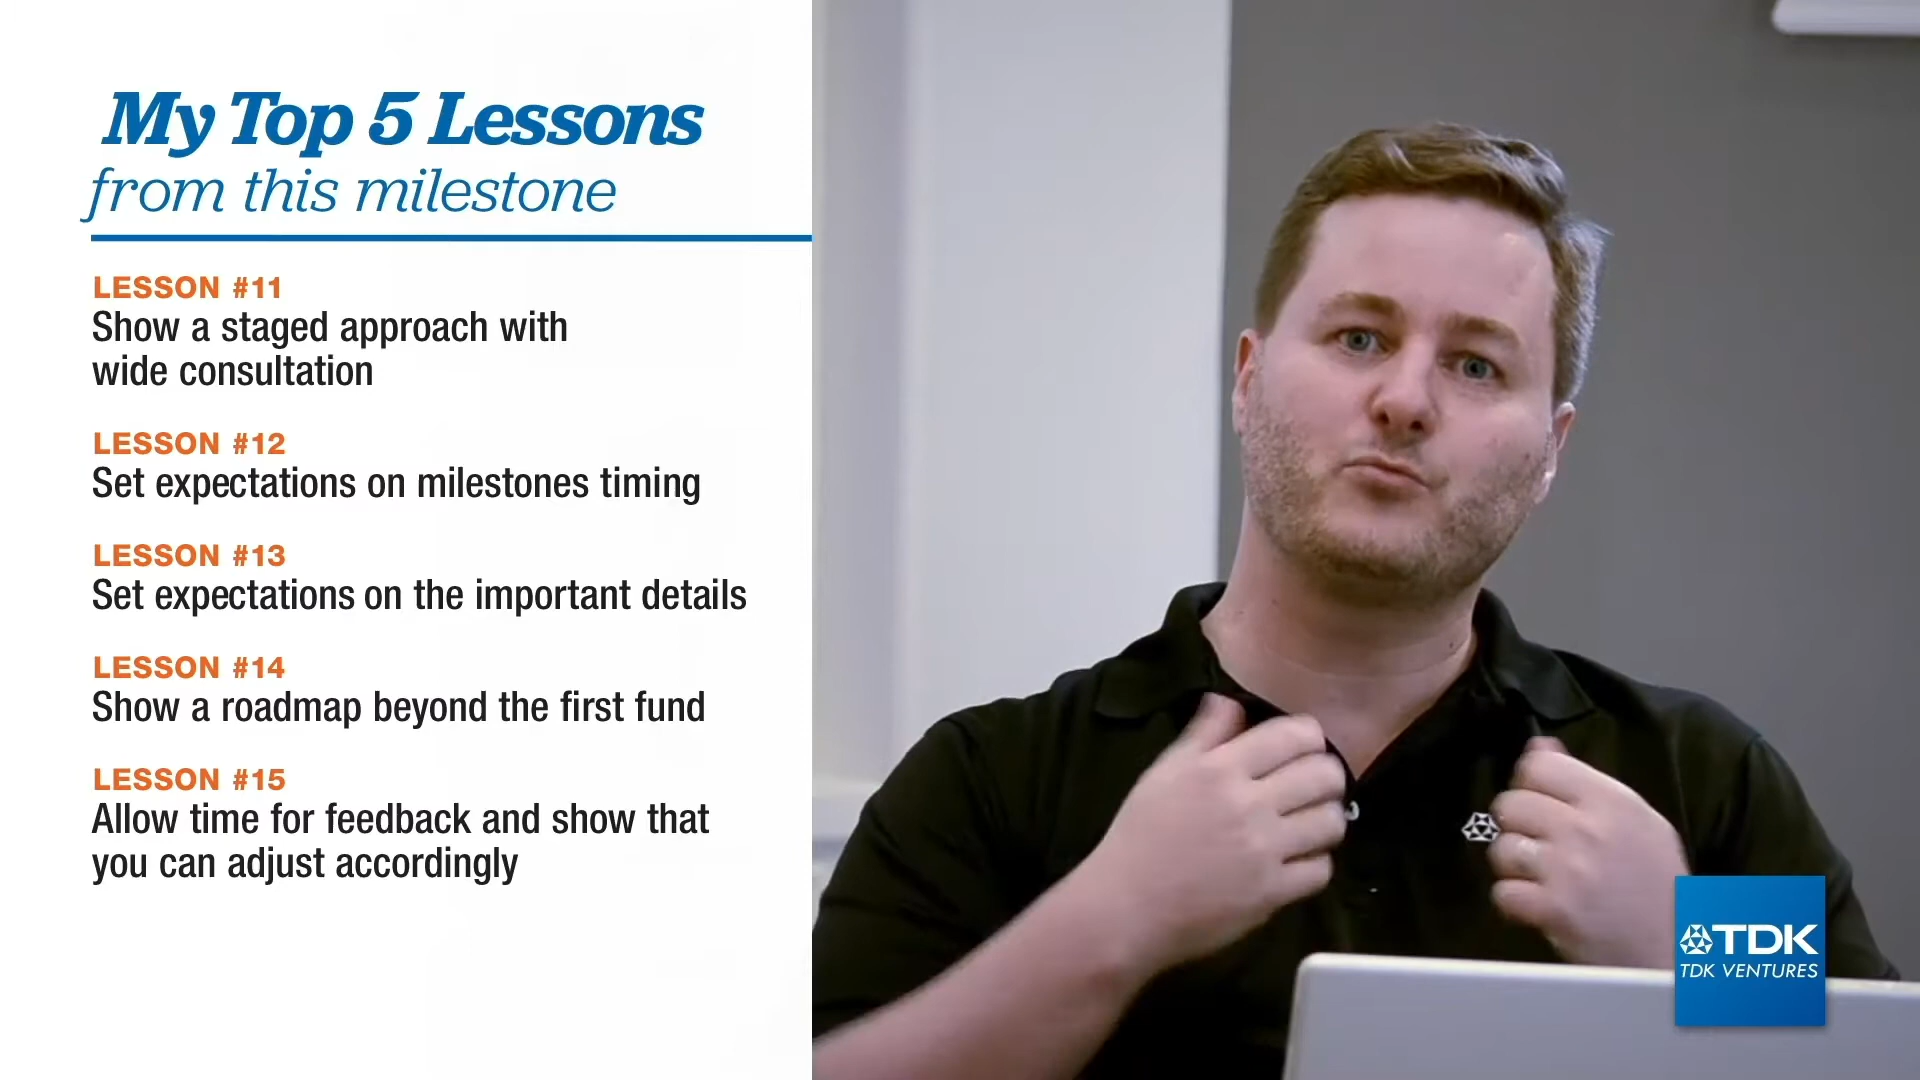 My Top 5 Lessons
from this milestone
LESSON #11
Show a staged approach with
wide consultation
LESSON #12
Set expectations on milestones timing
LESSON #13
Set expectations on the important details
LESSON #14
Show a roadmap beyond the first fund
LESSON #15
Allow time for feedback and show that
you can adjust accordingly
TDK
TDK VENTURES